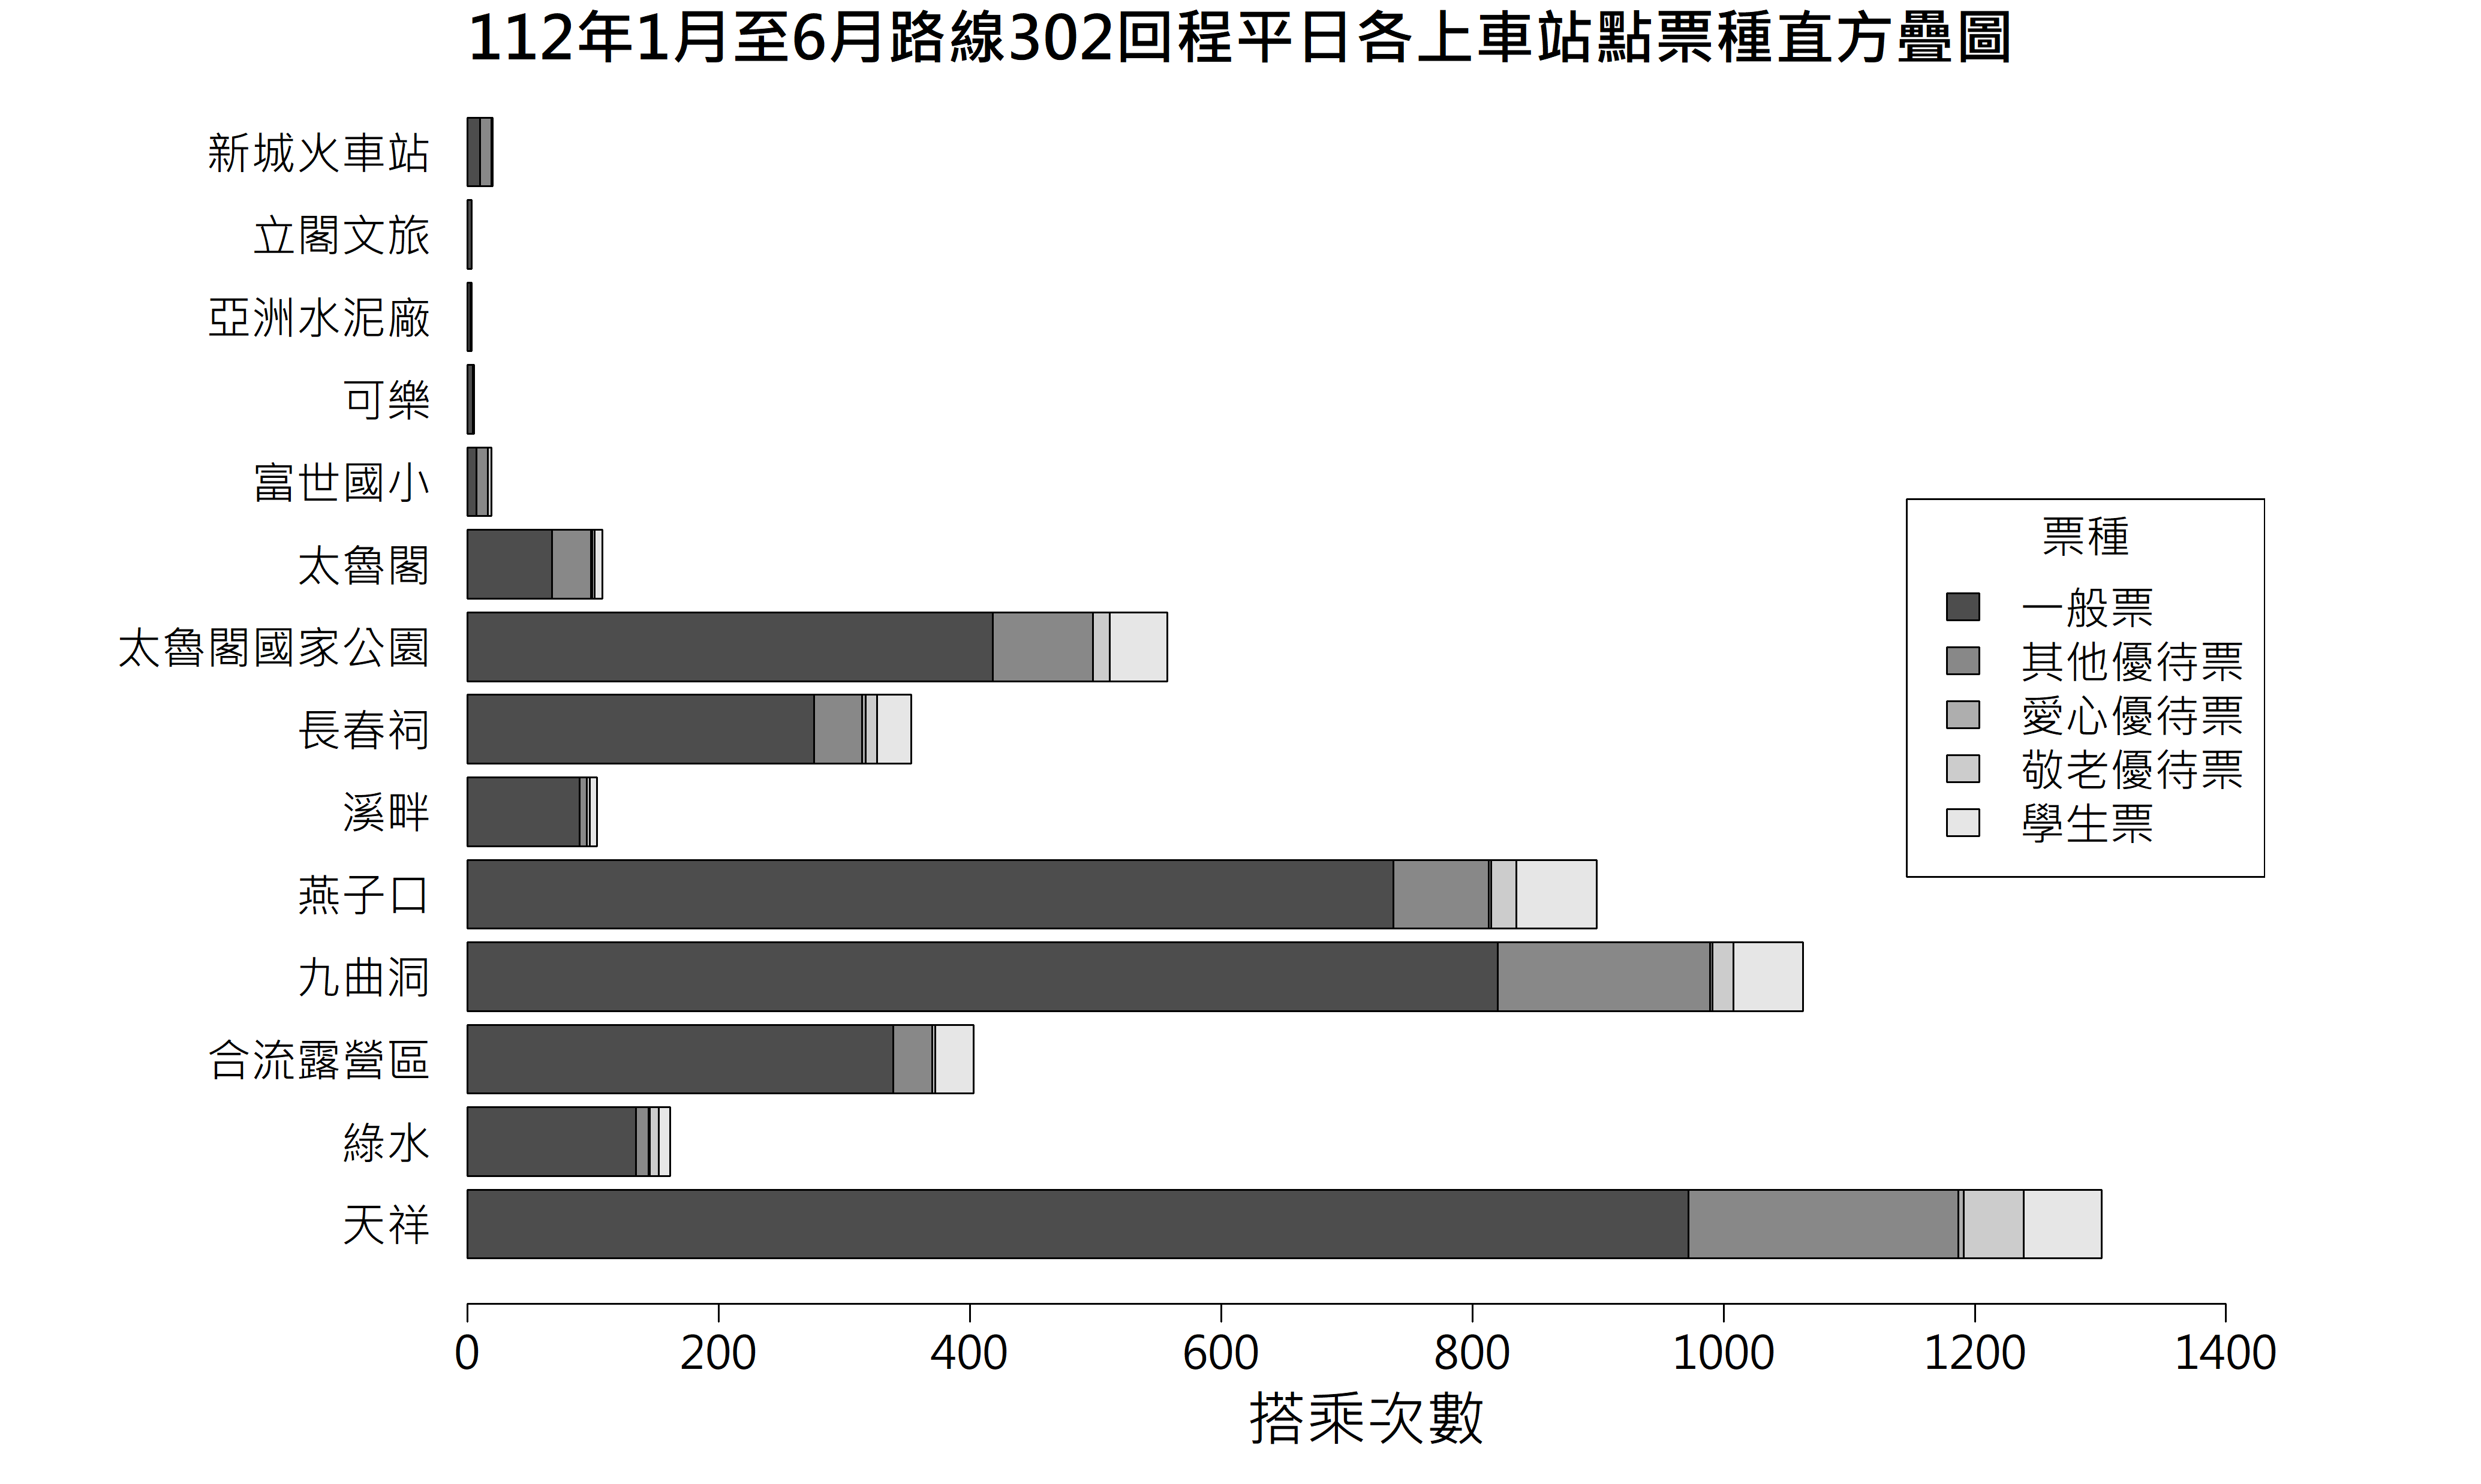 112年1月至6月路線302回程平日各上車站點票種直方疊圖
新城火車站
立閣文旅
亞洲水泥廠
可樂
富世國小
太魯閣
太魯閣國家公園
長春祠
溪畔
燕子口
九曲洞
合流露營區
綠水
天祥
票種
一般票
其他優待票
愛心優待票
敬老優待票
學生票
0 200 400 600 800 1000 1200 1400
搭乘次數